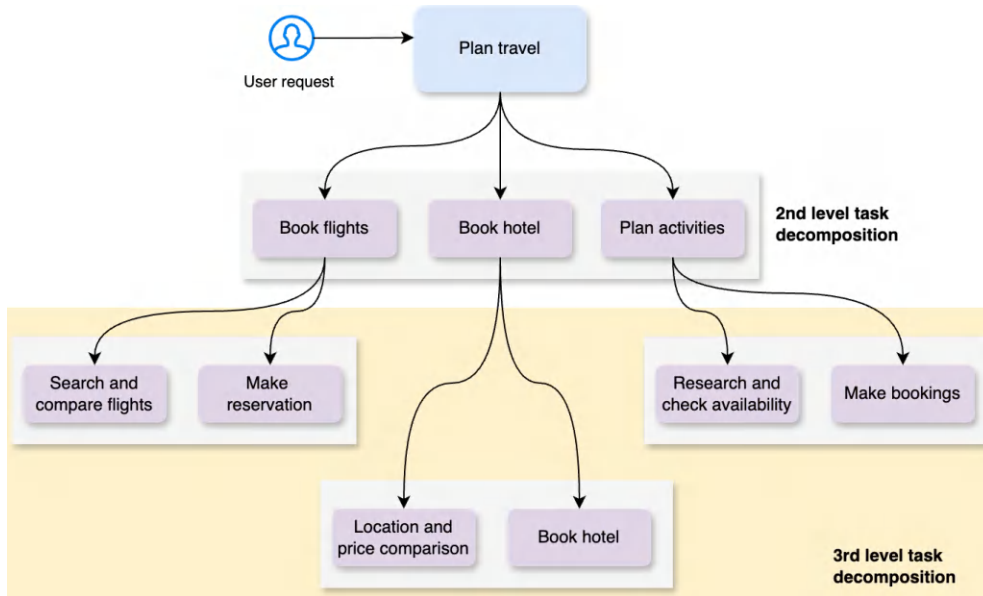 Plan travel
User request
Book flights
Book hotel
Plan activities
2nd level task
decomposition
Search and
compare flights
Make
reservation
Research and
check availability
Make bookings
Location and
price comparison
Book hotel
3rd level task
decomposition